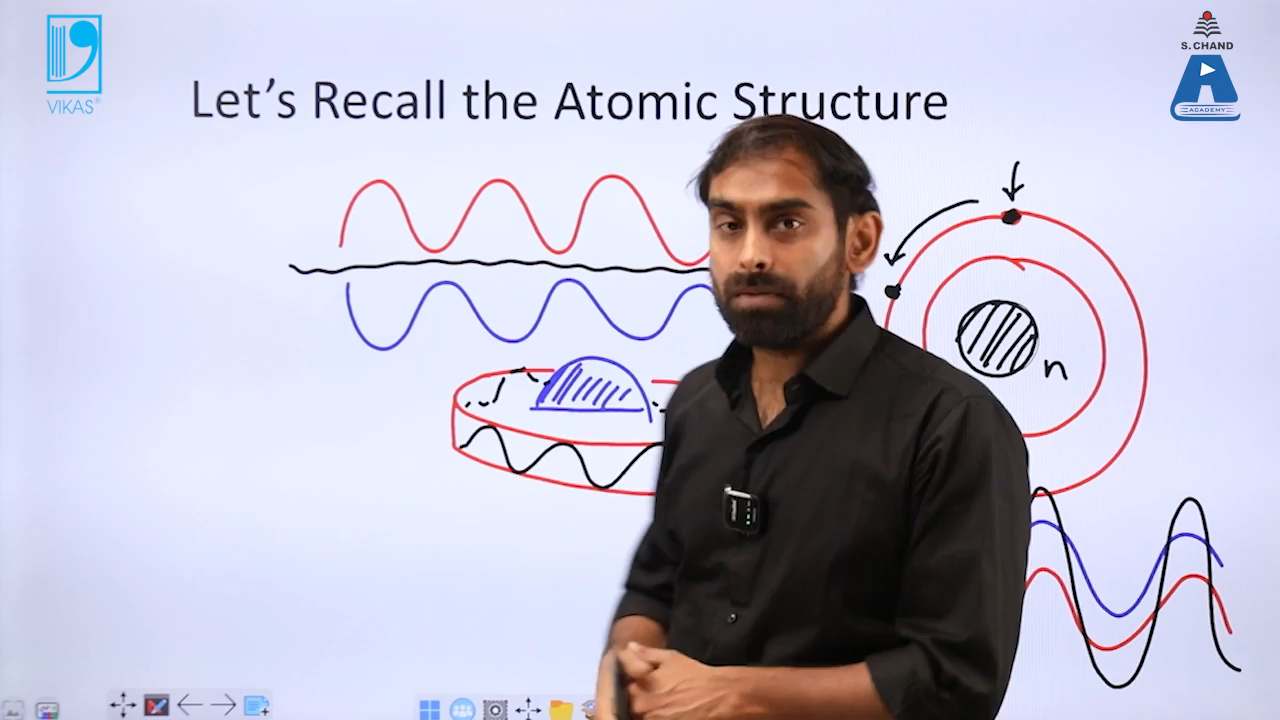 VIKAS®
Let's Recall the Atomic Structure
S. CHAND
A
ACADEMY
n